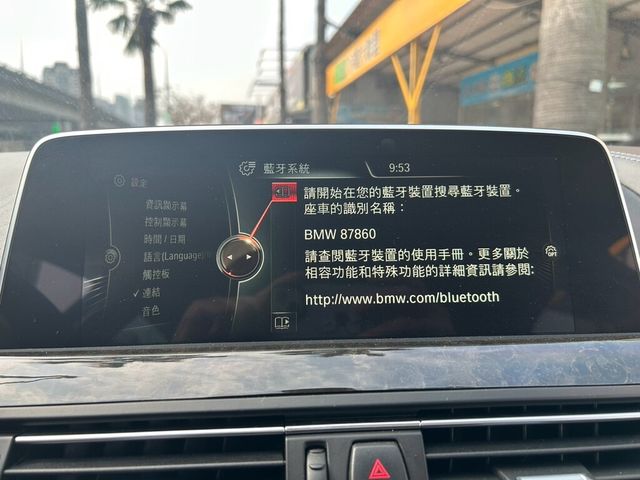 藍牙系統
9:53
設定
資訊顯示幕
控制顯示幕
時間 / 日期
語言(Language)
觸控板
連結
音色
請開始在您的藍牙裝置搜尋藍牙裝置。
座車的識別名稱：
BMW 87860
請查閱藍牙裝置的使用手冊。更多關於
相容功能和特殊功能的詳細資訊請參閱:
http://www.bmw.com/bluetooth